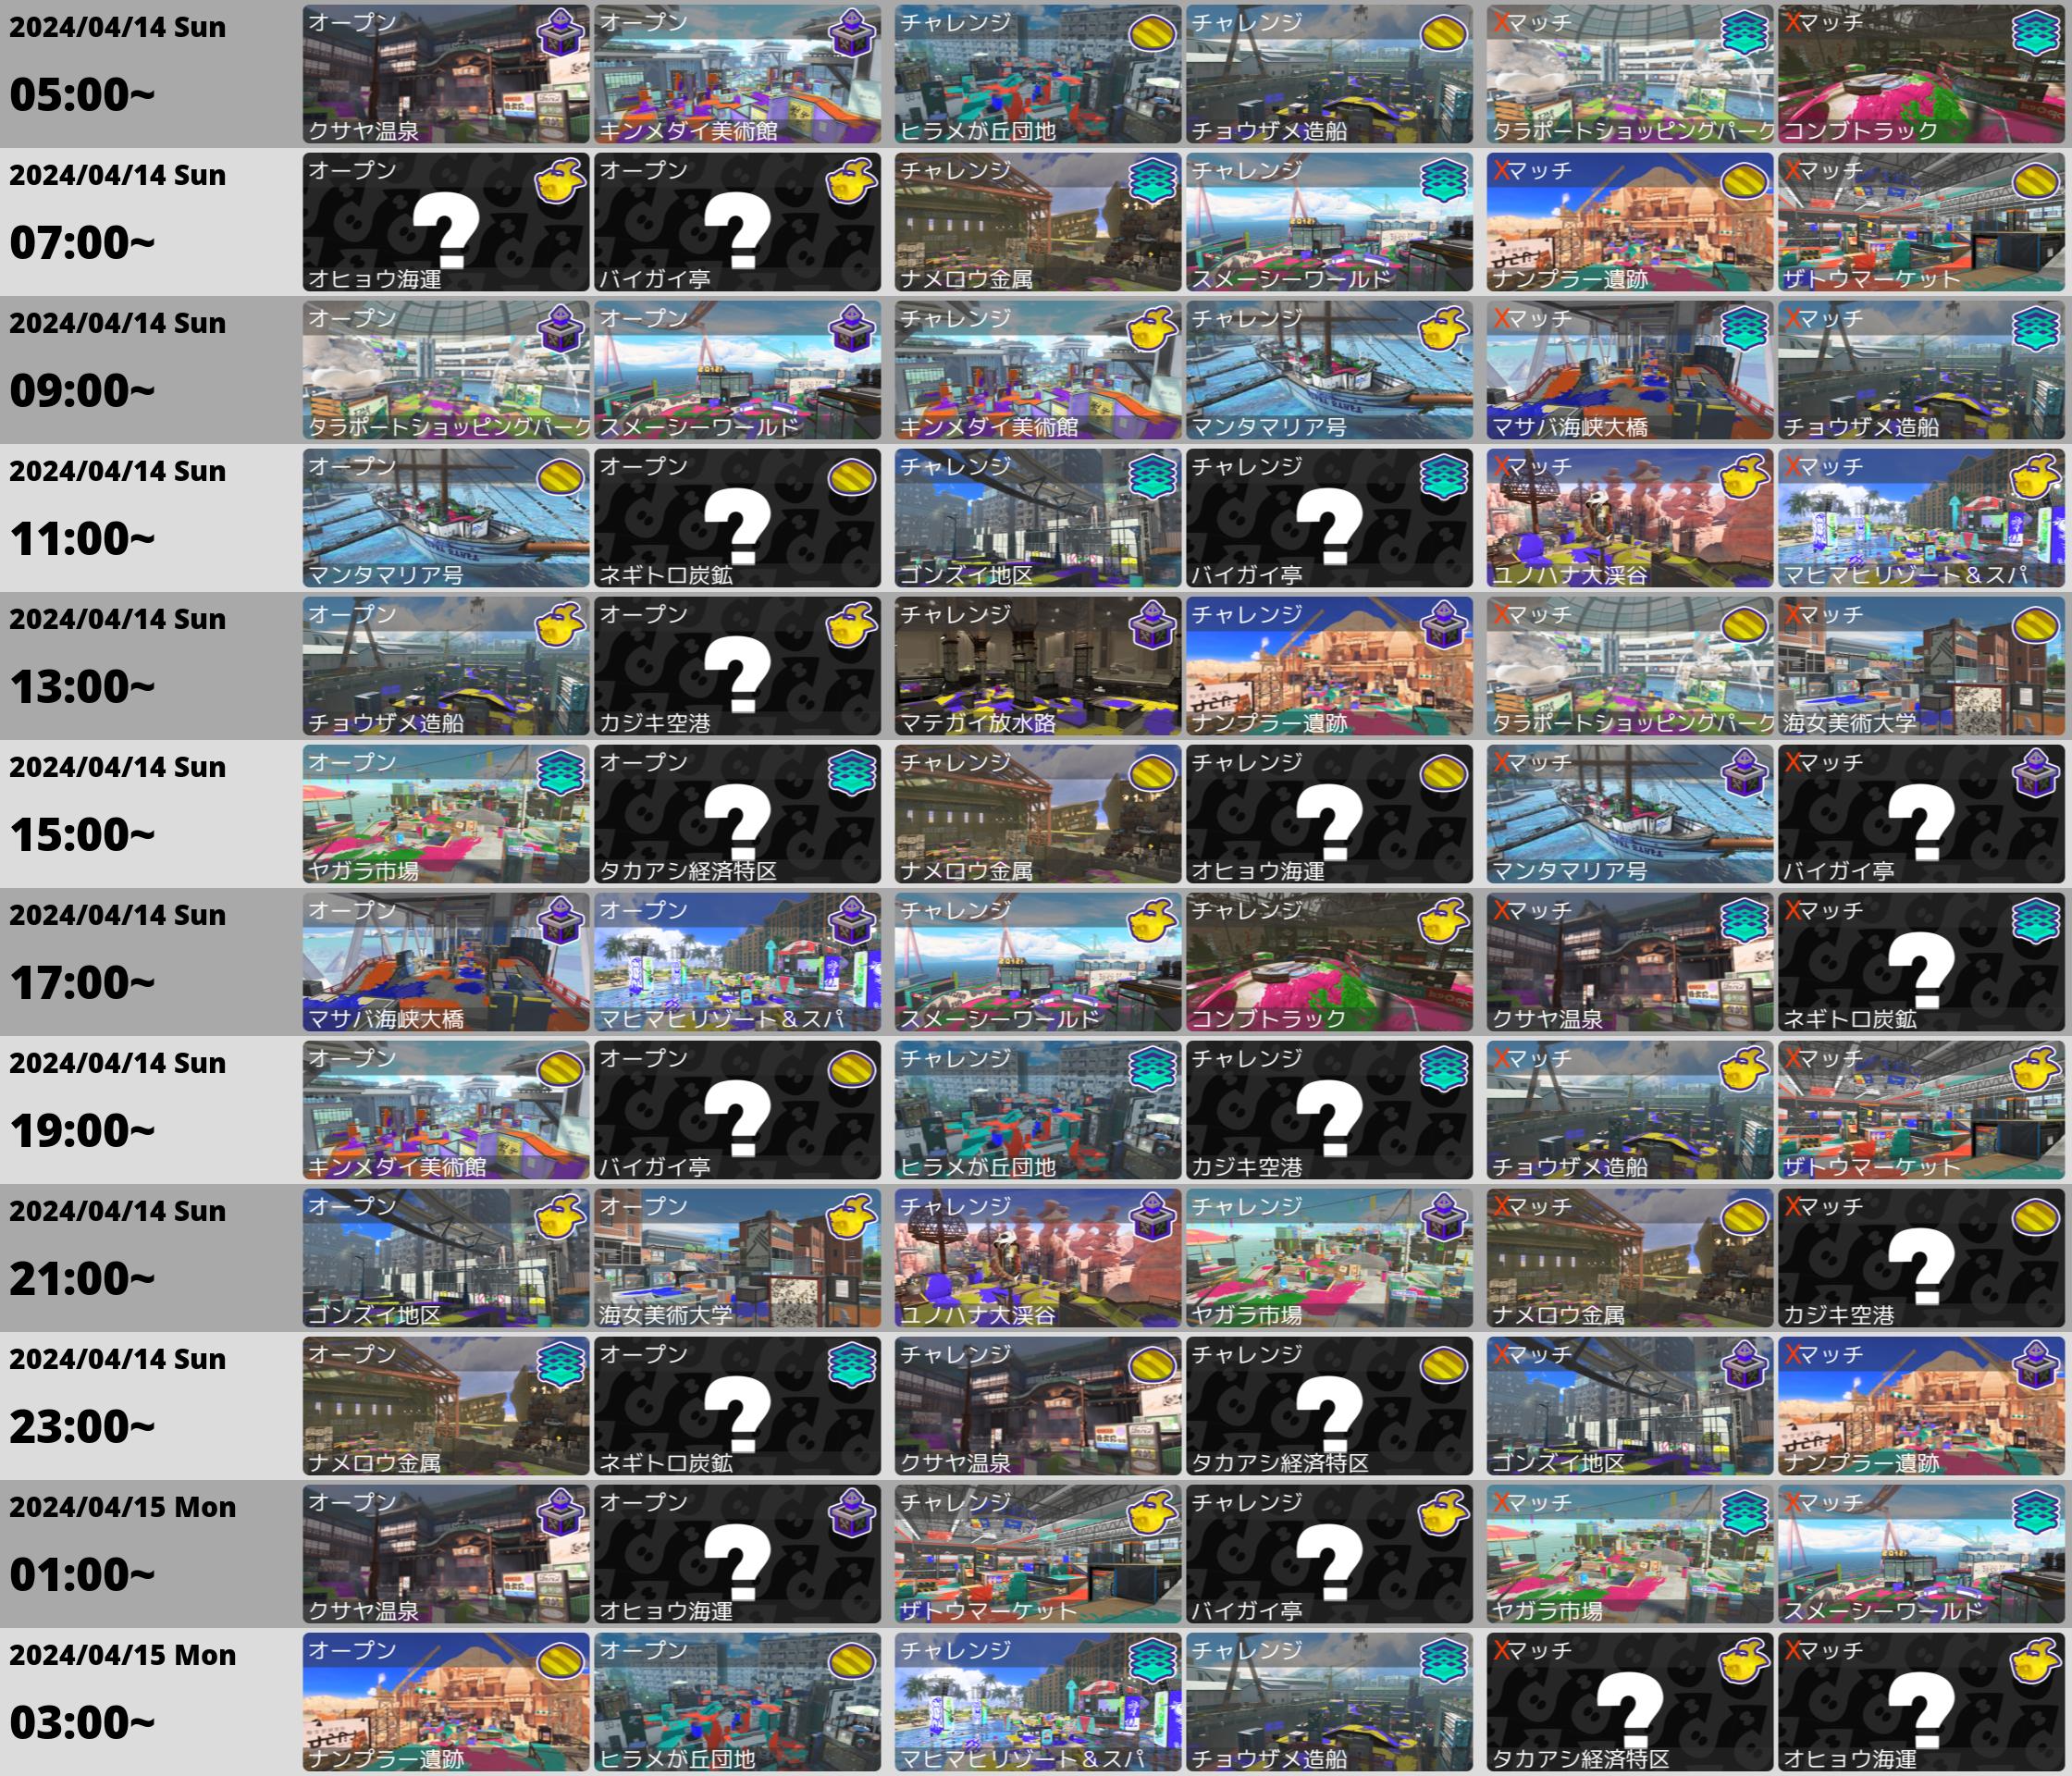 2024/04/14 Sun
05:00~
オープン
クサヤ温泉
オープン
キンメダイ美術館
チャレンジ
ヒラメが丘団地
チャレンジ
チョウザメ造船
Xマッチ
タラポートショッピングパーク
Xマッチ
コンブトラック
2024/04/14 Sun
07:00~
オープン
?
オヒョウ海運
オープン
?
バイガイ亭
チャレンジ
ナメロウ金属
チャレンジ
スメーシーワールド
Xマッチ
ナンプラー遺跡
Xマッチ
ザトウマーケット
2024/04/14 Sun
09:00~
オープン
タラポートショッピングパーク
オープン
スメーシーワールド
チャレンジ
キンメダイ美術館
チャレンジ
マンタマリア号
Xマッチ
マサバ海峡大橋
Xマッチ
チョウザメ造船
2024/04/14 Sun
11:00~
オープン
マンタマリア号
オープン
?
ネギトロ炭鉱
チャレンジ
ゴンズイ地区
チャレンジ
?
バイガイ亭
Xマッチ
ユノハナ大渓谷
Xマッチ
マヒマヒリゾート&スパ
2024/04/14 Sun
13:00~
オープン
チョウザメ造船
オープン
?
カジキ空港
チャレンジ
マテガイ放水路
チャレンジ
ナンプラー遺跡
Xマッチ
タラポートショッピングパーク
Xマッチ
海女美術大学
2024/04/14 Sun
15:00~
オープン
ヤガラ市場
オープン
?
タカアシ経済特区
チャレンジ
ナメロウ金属
チャレンジ
?
オヒョウ海運
Xマッチ
マンタマリア号
Xマッチ
?
バイガイ亭
2024/04/14 Sun
17:00~
オープン
マサバ海峡大橋
オープン
マヒマヒリゾート&スパ
チャレンジ
スメーシーワールド
チャレンジ
コンブトラック
Xマッチ
クサヤ温泉
Xマッチ
?
ネギトロ炭鉱
2024/04/14 Sun
19:00~
オープン
キンメダイ美術館
オープン
?
バイガイ亭
チャレンジ
ヒラメが丘団地
チャレンジ
?
カジキ空港
Xマッチ
チョウザメ造船
Xマッチ
ザトウマーケット
2024/04/14 Sun
21:00~
オープン
ゴンズイ地区
オープン
海女美術大学
チャレンジ
ユノハナ大渓谷
チャレンジ
ヤガラ市場
Xマッチ
ナメロウ金属
Xマッチ
?
カジキ空港
2024/04/14 Sun
23:00~
オープン
ナメロウ金属
オープン
?
ネギトロ炭鉱
チャレンジ
クサヤ温泉
チャレンジ
?
タカアシ経済特区
Xマッチ
ゴンズイ地区
Xマッチ
ナンプラー遺跡
2024/04/15 Mon
01:00~
オープン
クサヤ温泉
オープン
?
オヒョウ海運
チャレンジ
ザトウマーケット
チャレンジ
?
バイガイ亭
Xマッチ
ヤガラ市場
Xマッチ
スメーシーワールド
2024/04/15 Mon
03:00~
オープン
ナンプラー遺跡
オープン
ヒラメが丘団地
チャレンジ
マヒマヒリゾート&スパ
チャレンジ
チョウザメ造船
Xマッチ
?
タカアシ経済特区
Xマッチ
?
オヒョウ海運